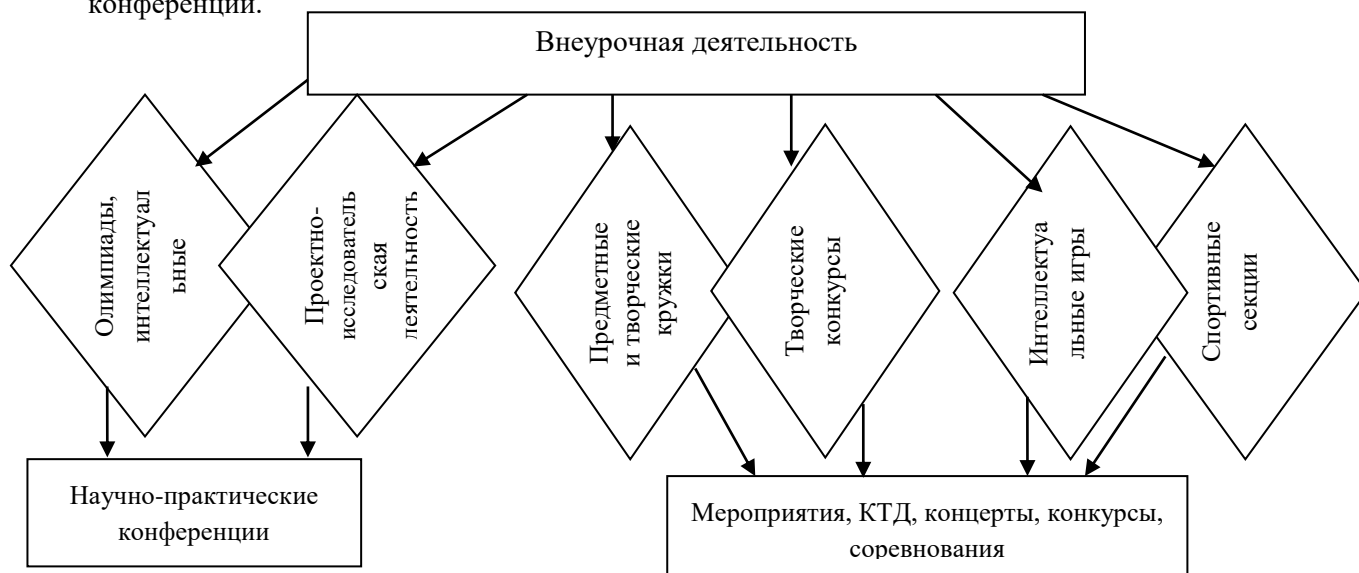 конференции.
Внеурочная деятельность
Олимпиады,
интеллектуал
ьные
Проектно-
исследователь
ская
деятельность
Предметные
и творческие
кружки
Творческие
конкурсы
Интеллектуа
льные игры
Спортивные
секции
Научно-практические
конференции
Мероприятия, КТД, концерты, конкурсы,
соревнования